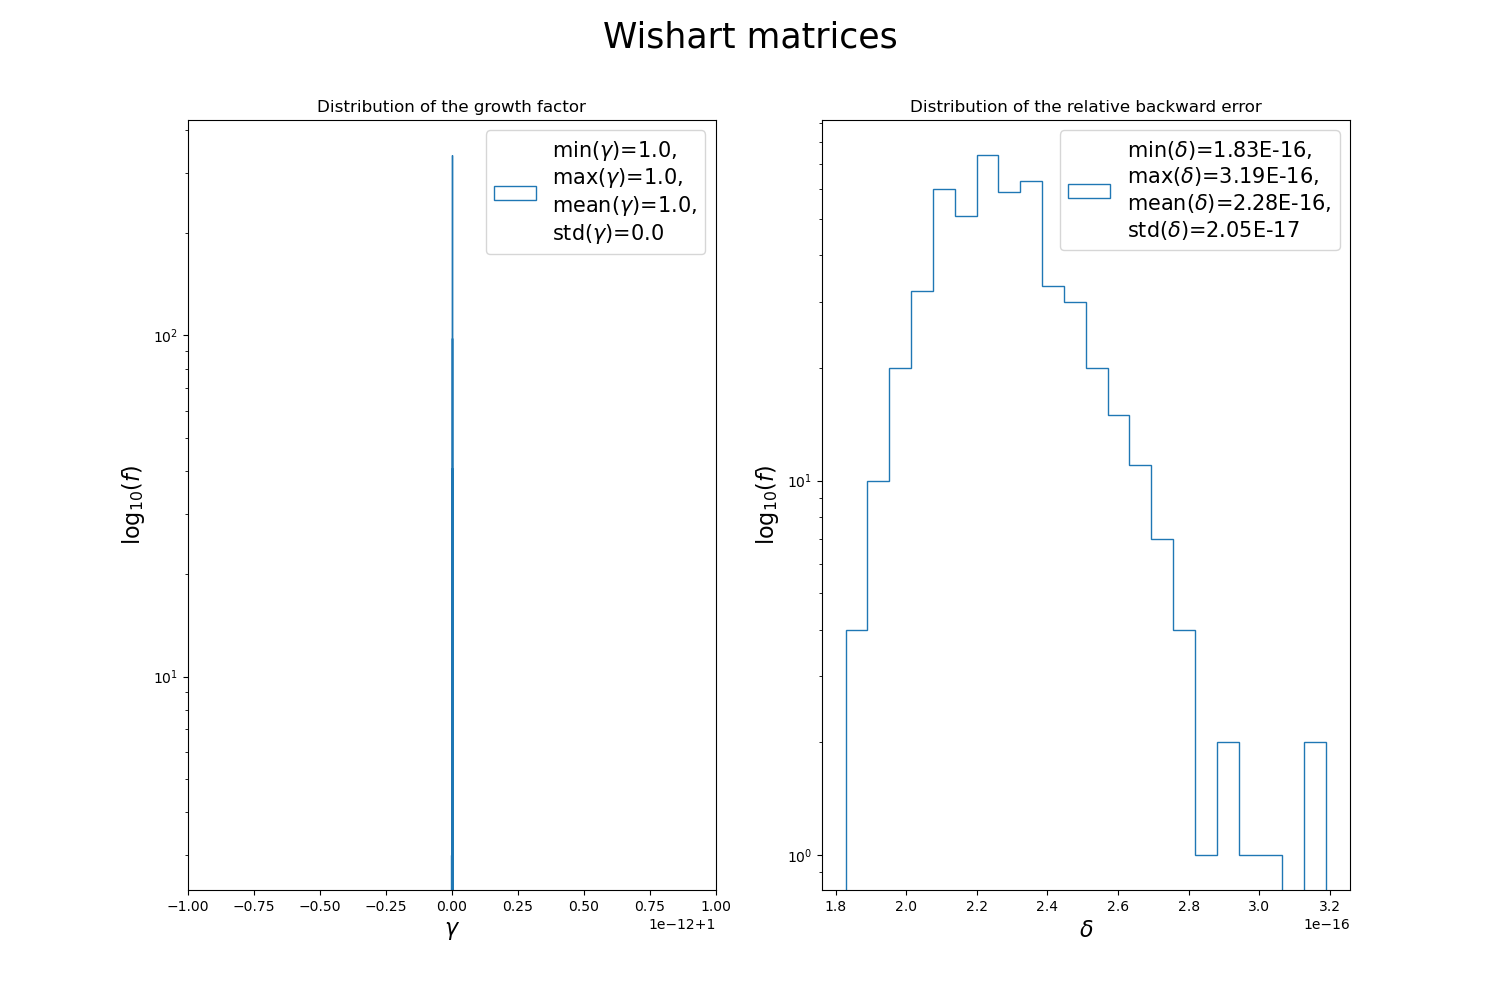 Wishart matrices
Distribution of the growth factor
min(γ)=1.0,
max(γ)=1.0,
mean(γ)=1.0,
std(γ)=0.0
log₁₀(f)
10²
10¹
−1.00 −0.75 −0.50 −0.25 0.00 0.25 0.50 0.75 1.00
1e−12+1
γ
Distribution of the relative backward error
min(δ)=1.83E-16,
max(δ)=3.19E-16,
mean(δ)=2.28E-16,
std(δ)=2.05E-17
log₁₀(f)
10¹
10⁰
1.8 2.0 2.2 2.4 2.6 2.8 3.0 3.2
1e−16
δ